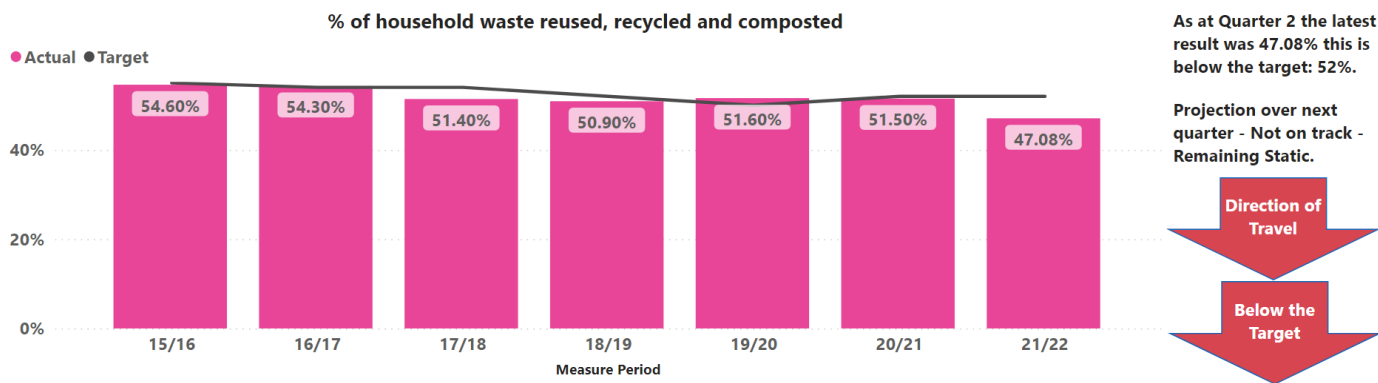 % of household waste reused, recycled and composted
Actual Target
54.60%
54.30%
51.40%
50.90%
51.60%
51.50%
47.08%
40%
20%
0%
15/16 16/17 17/18 18/19 19/20 20/21 21/22
Measure Period
As at Quarter 2 the latest
result was 47.08% this is
below the target: 52%.
Projection over next
quarter - Not on track -
Remaining Static.
Direction of
Travel
Below the
Target